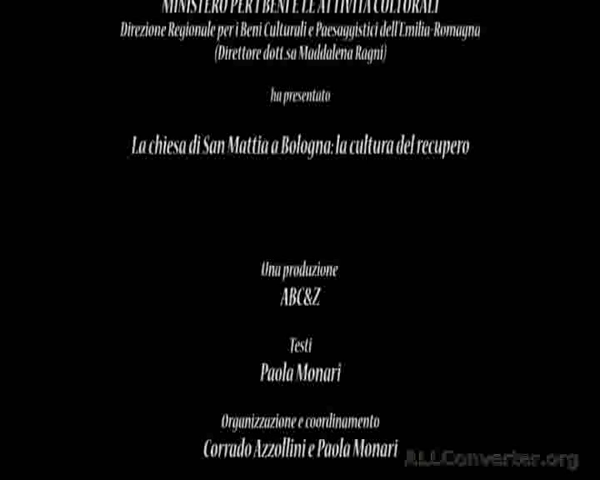 MINISTERO PER I BENI E LE ATTIVITÀ CULTURALI
Direzione Regionale per i Beni Culturali e Paesaggistici dell'Emilia-Romagna
(Direttore dott.sa Maddalena Ragni)
ha presentato
La chiesa di San Mattia a Bologna: la cultura del recupero
Una produzione
ABC&Z
Testi
Paola Monari
Organizzazione e coordinamento
Corrado Azzollini e Paola Monari
ALLConverter.org